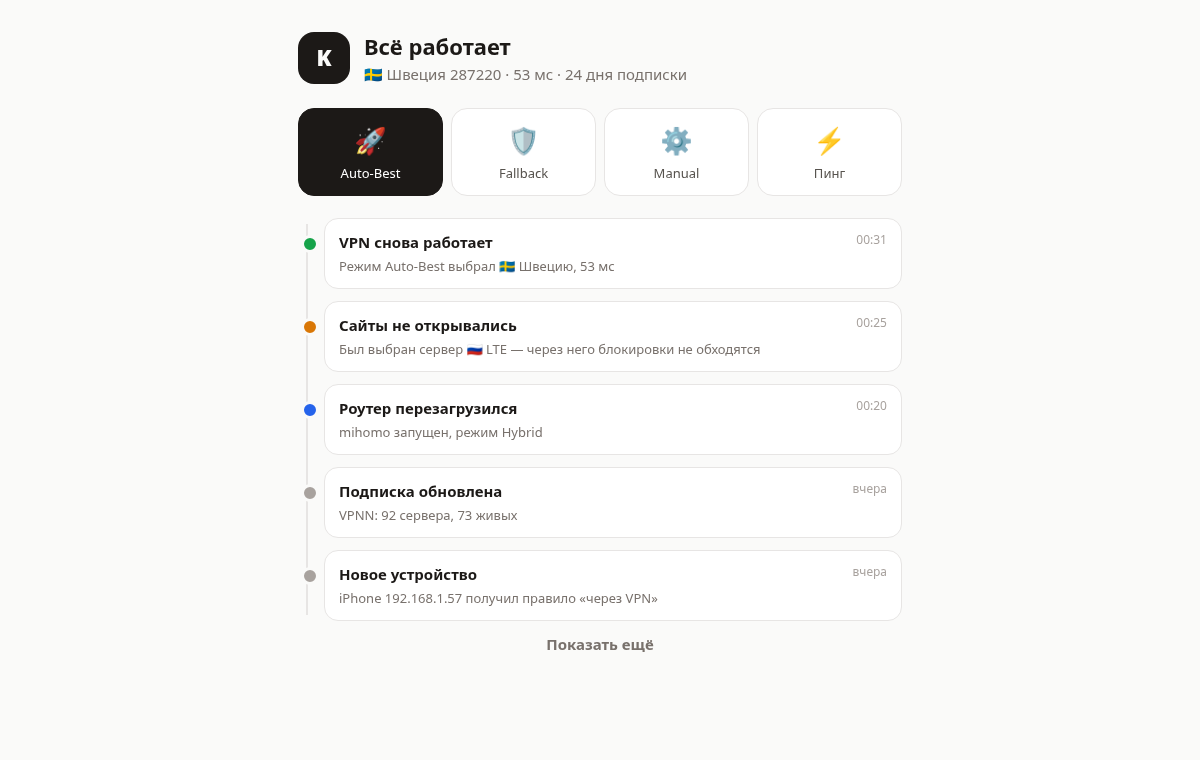 K
Всё работает
🇸🇪 Швеция 287220 · 53 мс · 24 дня подписки
Auto-Best
Fallback
Manual
Пинг
VPN снова работает
00:31
Режим Auto-Best выбрал 🇸🇪 Швецию, 53 мс
Сайты не открывались
00:25
Был выбран сервер 🇷🇺 LTE — через него блокировки не обходятся
Роутер перезагрузился
00:20
mihomo запущен, режим Hybrid
Подписка обновлена
вчера
VPNN: 92 сервера, 73 живых
Новое устройство
вчера
iPhone 192.168.1.57 получил правило «через VPN»
Показать ещё